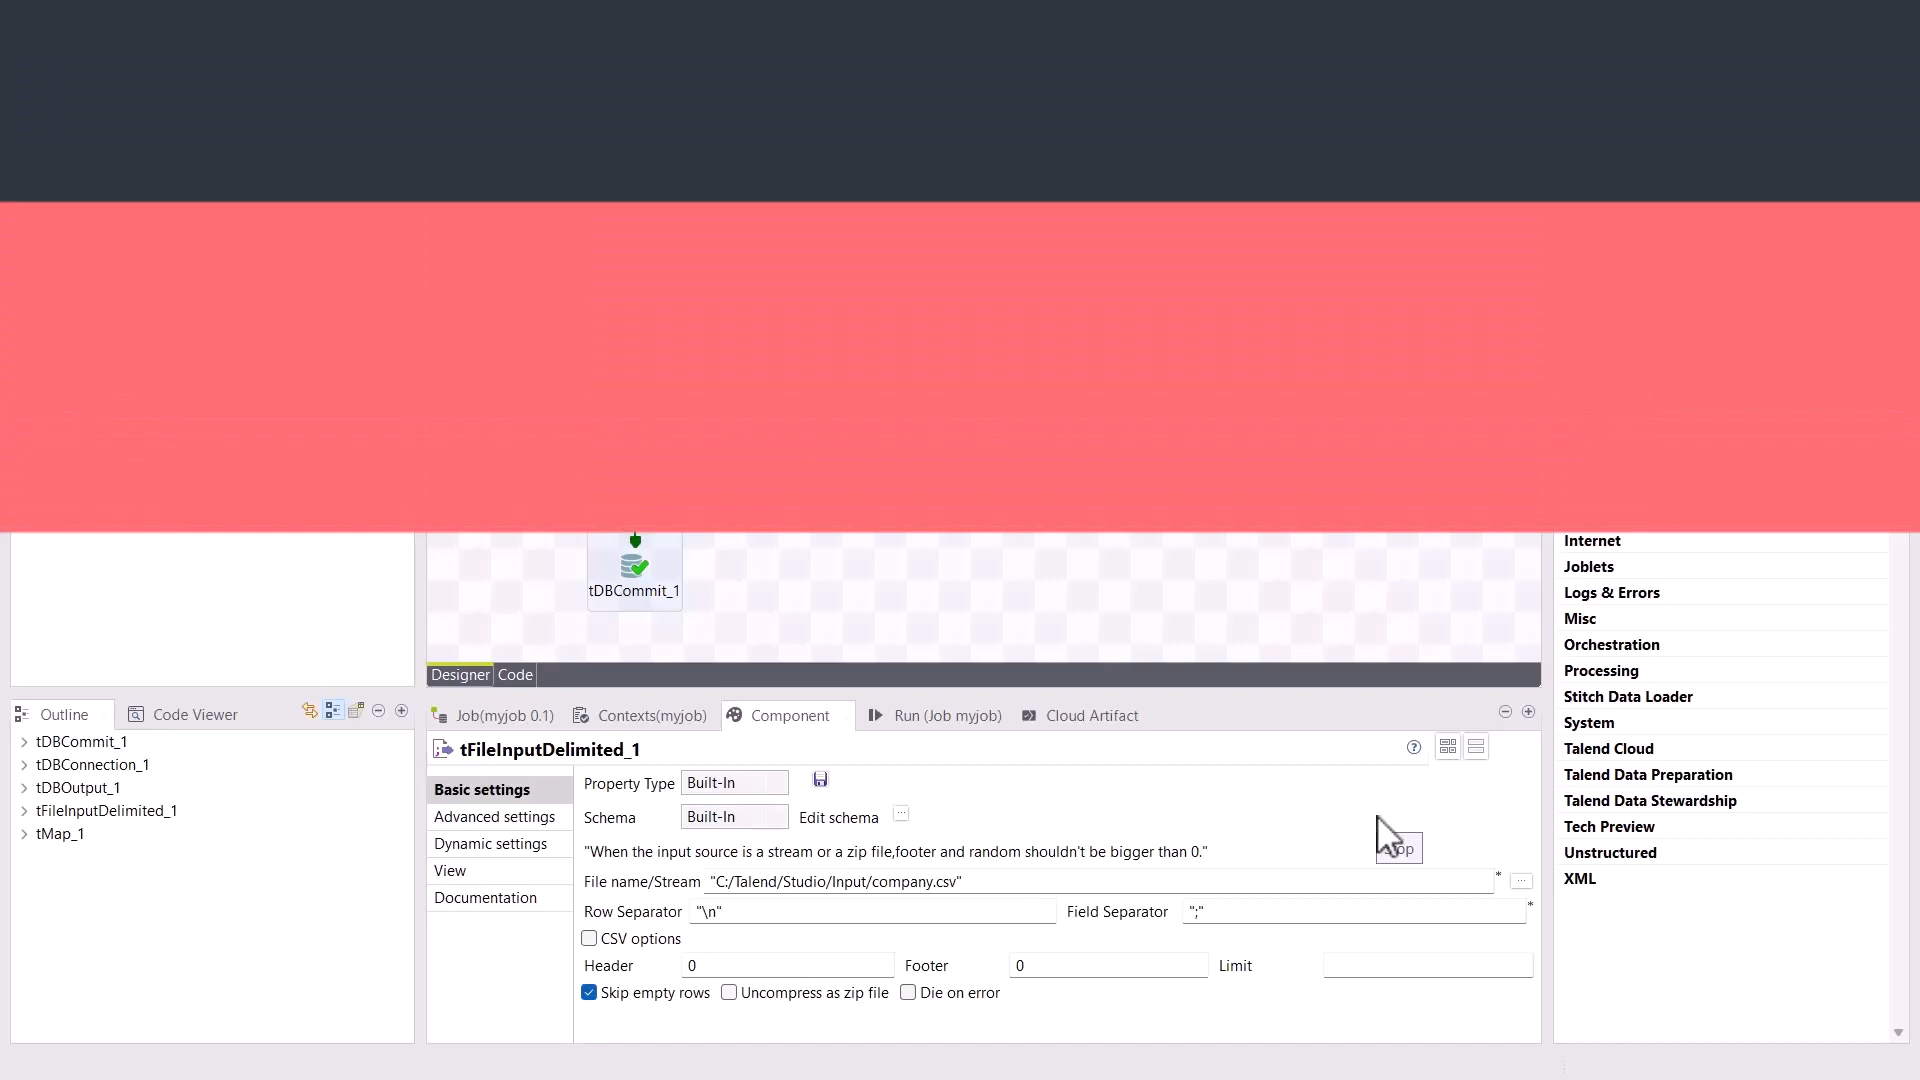 tDBCommit_1
Internet
Joblets
Logs & Errors
Misc
Orchestration
Processing
Stitch Data Loader
System
Talend Cloud
Talend Data Preparation
Talend Data Stewardship
Tech Preview
Unstructured
XML
Designer Code
Outline Code Viewer
tDBCommit_1
tDBConnection_1
tDBOutput_1
tFileInputDelimited_1
tMap_1
Job(myjob 0.1) Contexts(myjob) Component Run (Job myjob) Cloud Artifact
tFileInputDelimited_1
Basic settings
Advanced settings
Dynamic settings
View
Documentation
Property Type Built-In
Schema Built-In Edit schema ...
"When the input source is a stream or a zip file,footer and random shouldn't be bigger than 0."
File name/Stream "C:/Talend/Studio/Input/company.csv" * ...
Row Separator "\n" Field Separator ";" *
CSV options
Header 0 Footer 0 Limit
Skip empty rows Uncompress as zip file Die on error